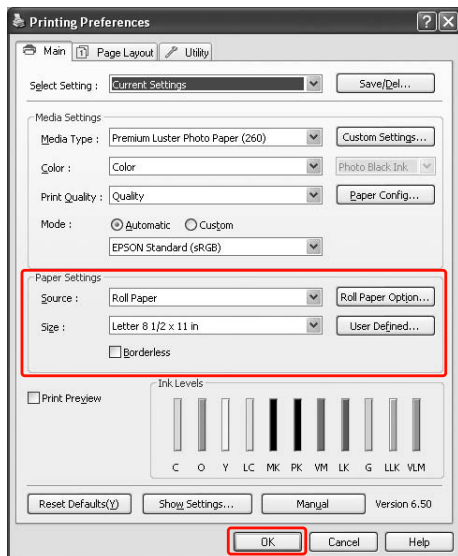 Printing Preferences
Main Page Layout Utility
Select Setting : Current Settings Save/Del...
Media Settings
Media Type : Premium Luster Photo Paper (260) Custom Settings...
Color : Color Photo Black Ink
Print Quality : Quality Paper Config...
Mode : Automatic Custom
EPSON Standard (sRGB)
Paper Settings
Source : Roll Paper Roll Paper Option...
Size : Letter 8 1/2 x 11 in User Defined...
Borderless
Print Preview Ink Levels
C O Y LC MK PK VM LK G LLK VLM
Reset Defaults(Y) Show Settings... Manual Version 6.50
OK Cancel Help